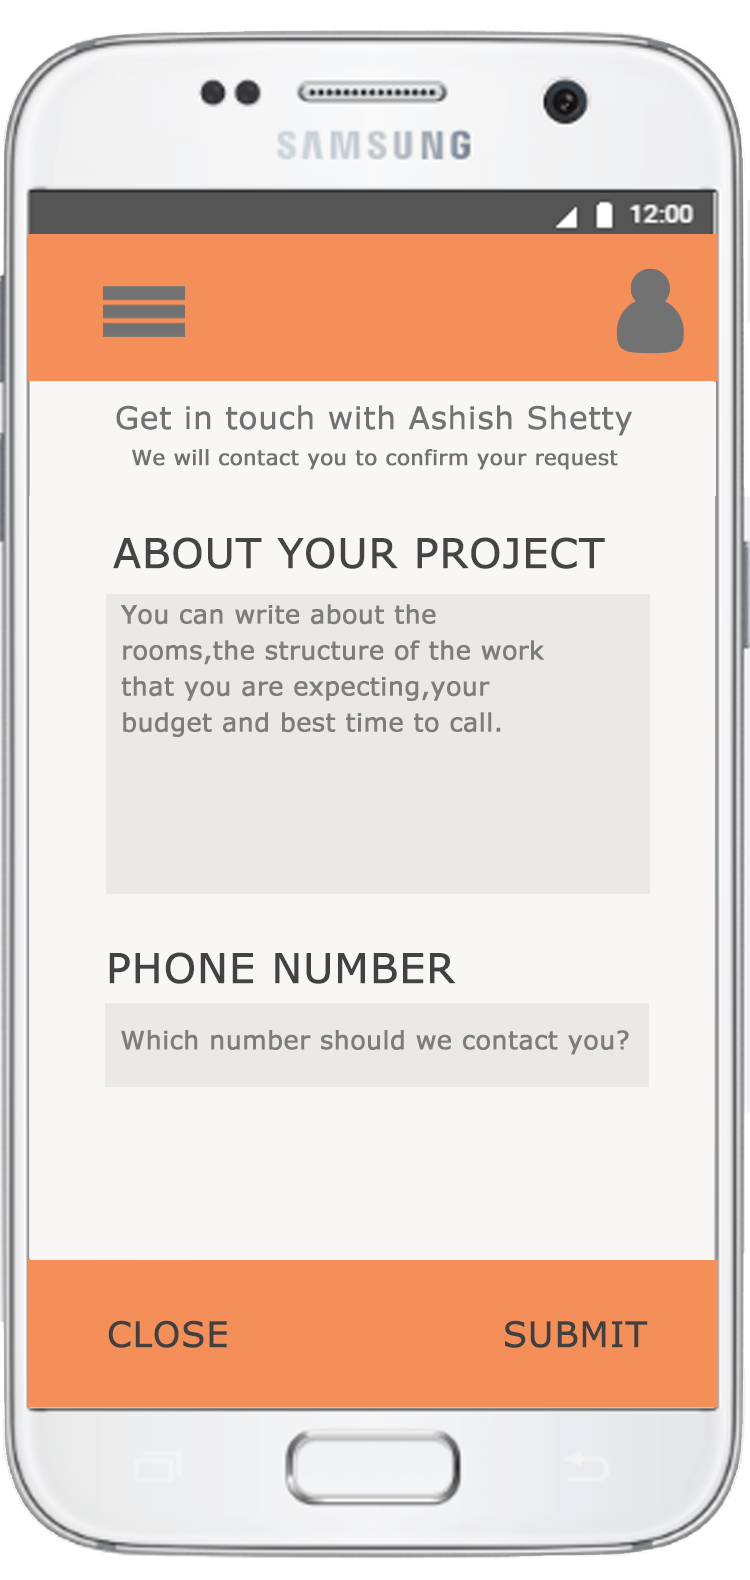 SAMSUNG
12:00
Get in touch with Ashish Shetty
We will contact you to confirm your request
ABOUT YOUR PROJECT
You can write about the
rooms,the structure of the work
that you are expecting,your
budget and best time to call.
PHONE NUMBER
Which number should we contact you?
CLOSE
SUBMIT